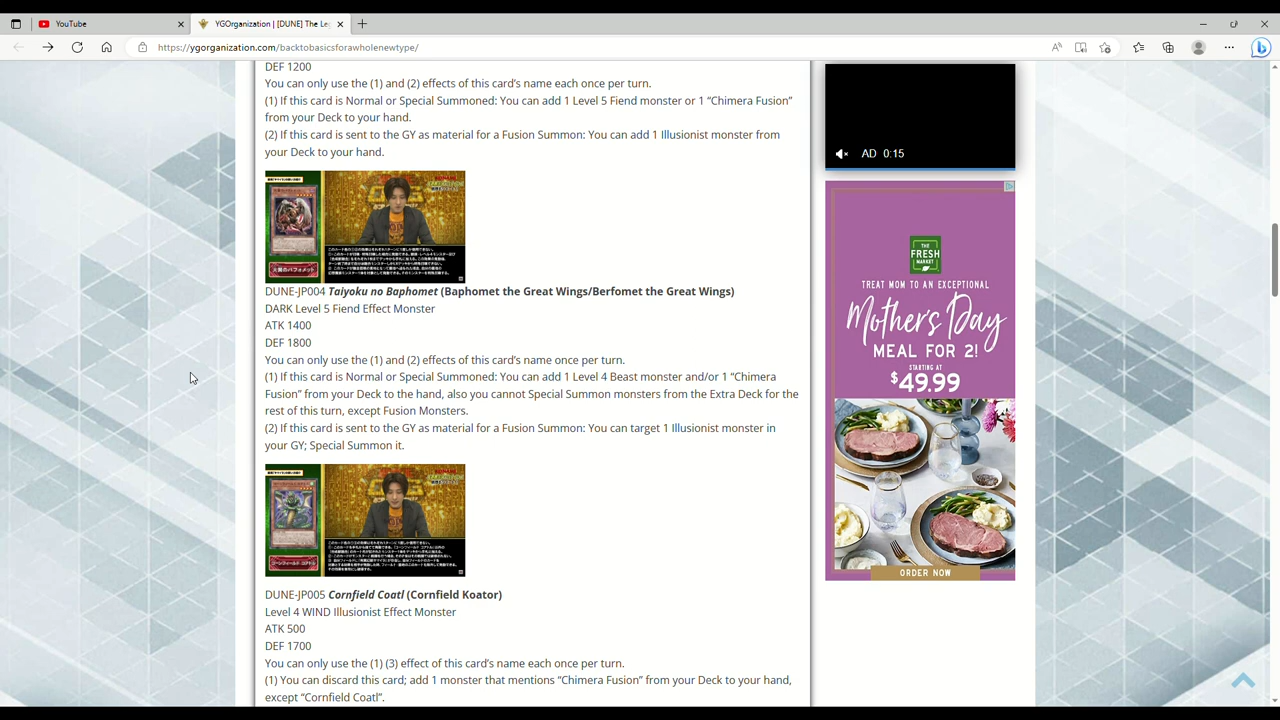 YouTube
YGOrganization | [DUNE] The Le
https://ygorganization.com/backtobasicsforawholenewtype/
DEF 1200
You can only use the (1) and (2) effects of this card's name each once per turn.
(1) If this card is Normal or Special Summoned: You can add 1 Level 5 Fiend monster or 1 “Chimera Fusion”
from your Deck to your hand.
(2) If this card is sent to the GY as material for a Fusion Summon: You can add 1 Illusionist monster from
your Deck to your hand.
DUNE-JP004 Taiyoku no Baphomet (Baphomet the Great Wings/Berfomet the Great Wings)
DARK Level 5 Fiend Effect Monster
ATK 1400
DEF 1800
You can only use the (1) and (2) effects of this card's name once per turn.
(1) If this card is Normal or Special Summoned: You can add 1 Level 4 Beast monster and/or 1 “Chimera
Fusion” from your Deck to the hand, also you cannot Special Summon monsters from the Extra Deck for the
rest of this turn, except Fusion Monsters.
(2) If this card is sent to the GY as material for a Fusion Summon: You can target 1 Illusionist monster in
your GY; Special Summon it.
DUNE-JP005 Cornfield Coatl (Cornfield Koator)
Level 4 WIND Illusionist Effect Monster
ATK 500
DEF 1700
You can only use the (1) (3) effect of this card's name each once per turn.
(1) You can discard this card; add 1 monster that mentions “Chimera Fusion” from your Deck to your hand,
except “Cornfield Coatl”.
AD 0:15
THE
FRESH
MARKET
TREAT MOM TO AN EXCEPTIONAL
Mother's Day
MEAL FOR 2!
STARTING AT
$49.99
ORDER NOW